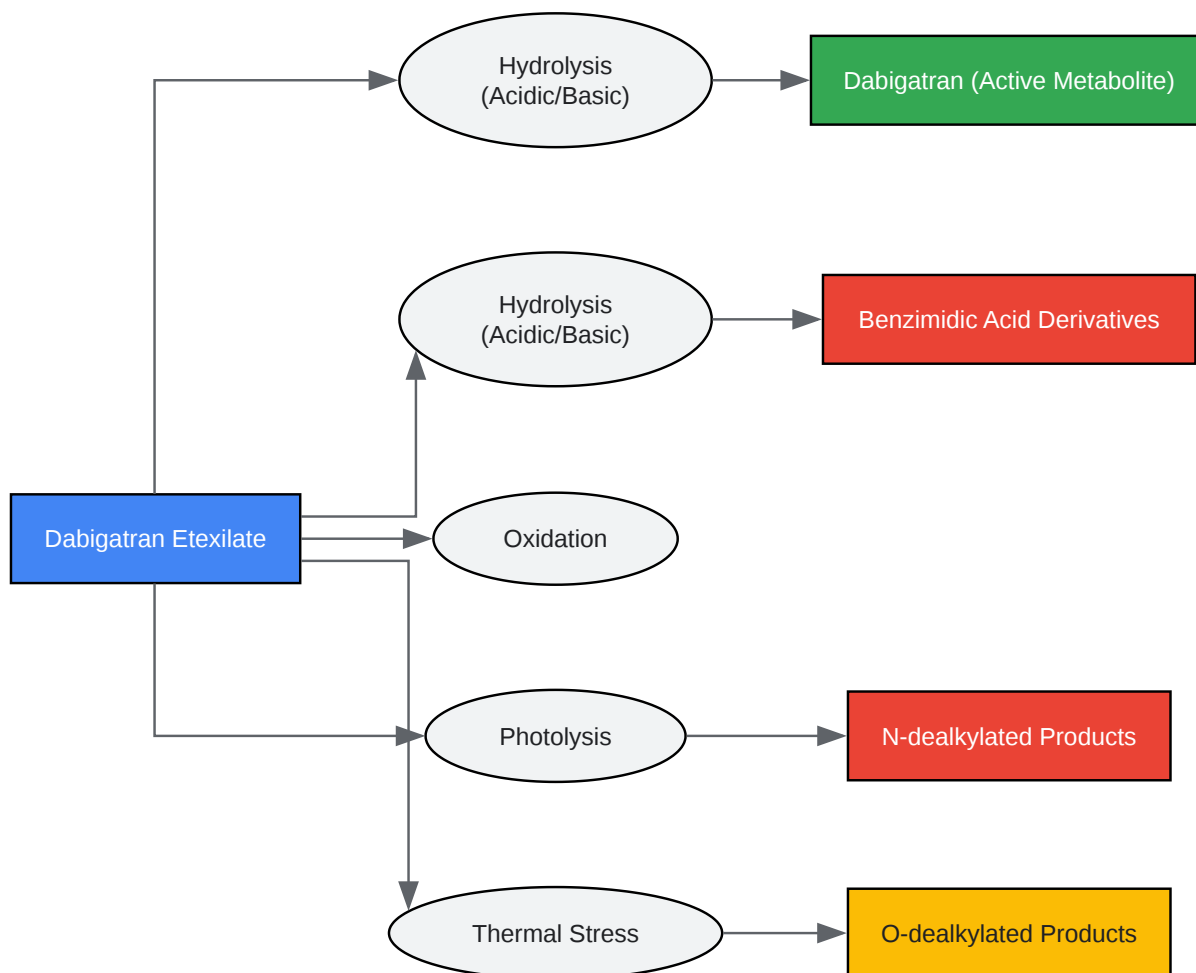 Hydrolysis
(Acidic/Basic)
Dabigatran (Active Metabolite)
Hydrolysis
(Acidic/Basic)
Benzimidic Acid Derivatives
Dabigatran Etexilate
Oxidation
Photolysis
N-dealkylated Products
Thermal Stress
O-dealkylated Products